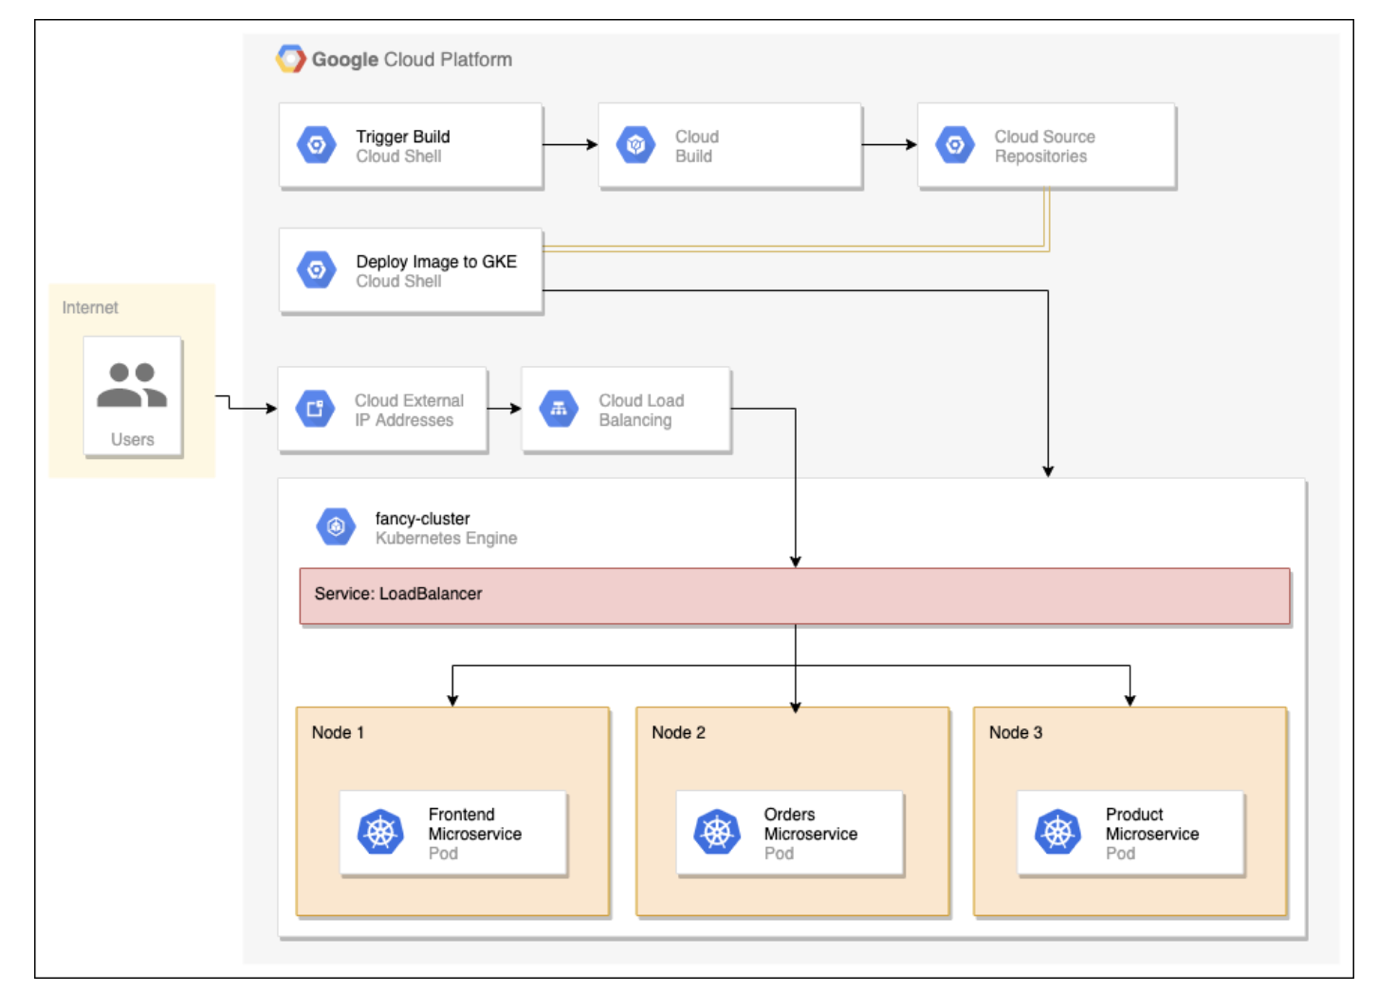 Google Cloud Platform
Trigger Build
Cloud Shell
Cloud
Build
Cloud Source
Repositories
Deploy Image to GKE
Cloud Shell
Internet
Users
Cloud External
IP Addresses
Cloud Load
Balancing
fancy-cluster
Kubernetes Engine
Service: LoadBalancer
Node 1
Frontend
Microservice
Pod
Node 2
Orders
Microservice
Pod
Node 3
Product
Microservice
Pod